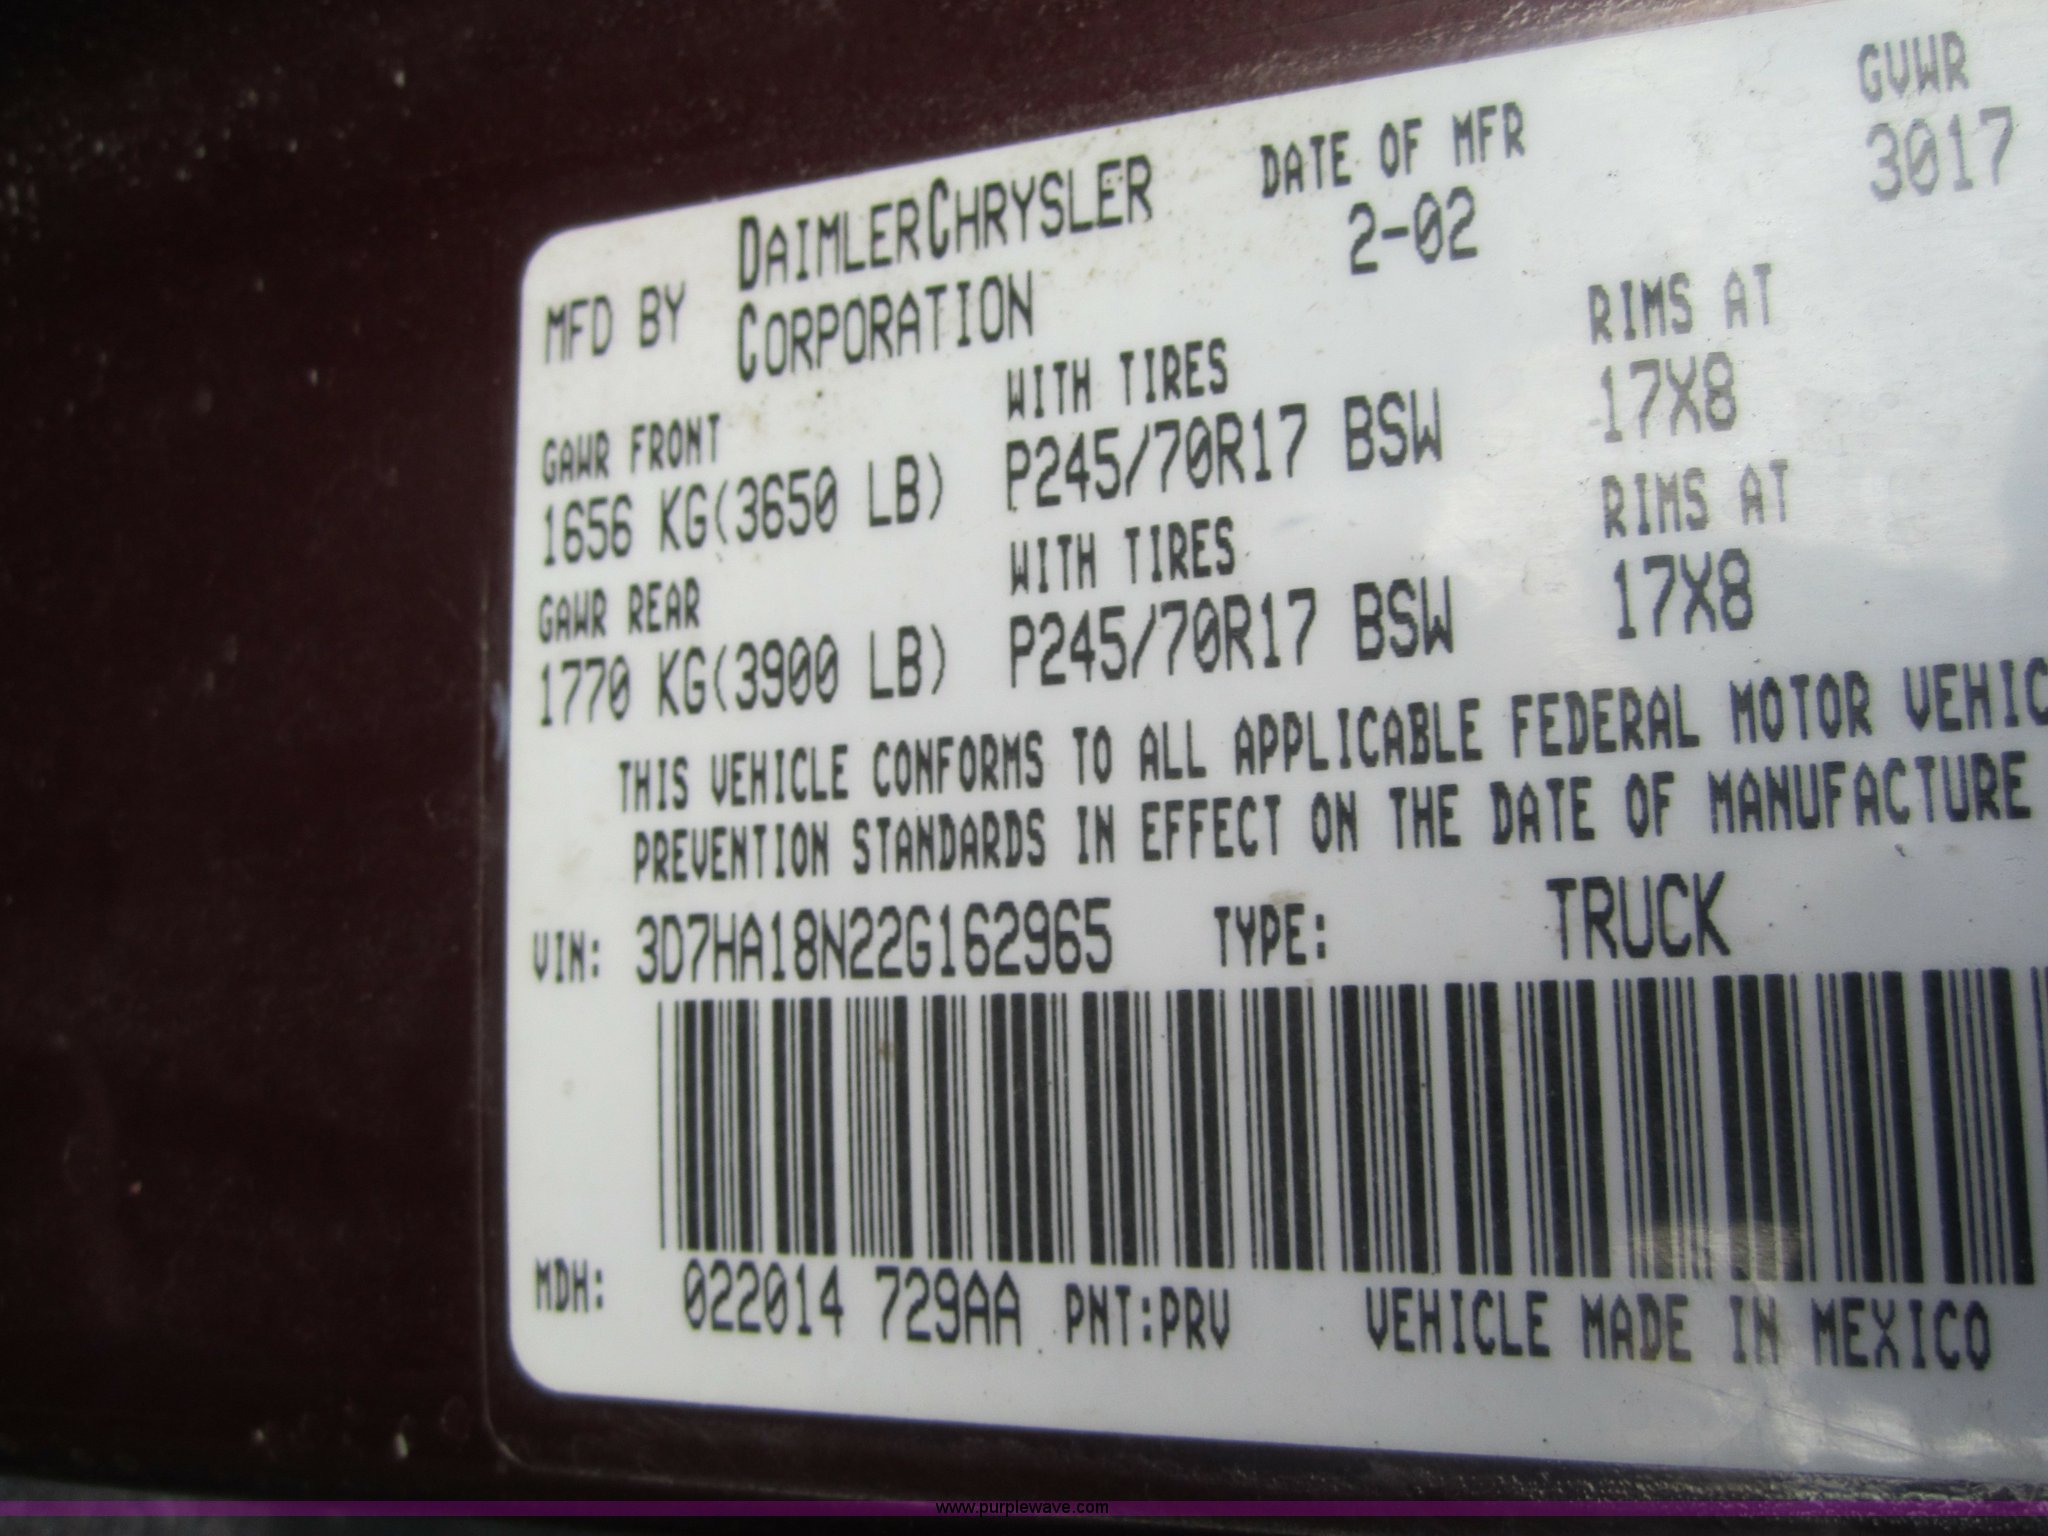 MFD BY DAIMLERCHRYSLER CORPORATION DATE OF MFR 2-02 GVWR 3017
GAWR FRONT WITH TIRES RIMS AT
1656 KG(3650 LB) P245/70R17 BSW 17X8
GAWR REAR WITH TIRES RIMS AT
1770 KG(3900 LB) P245/70R17 BSW 17X8
THIS VEHICLE CONFORMS TO ALL APPLICABLE FEDERAL MOTOR VEHIC
PREVENTION STANDARDS IN EFFECT ON THE DATE OF MANUFACTURE
VIN: 3D7HA18N22G162965 TYPE: TRUCK
MDH: 022014 729AA PNT:PRV VEHICLE MADE IN MEXICO
www.purplewave.com